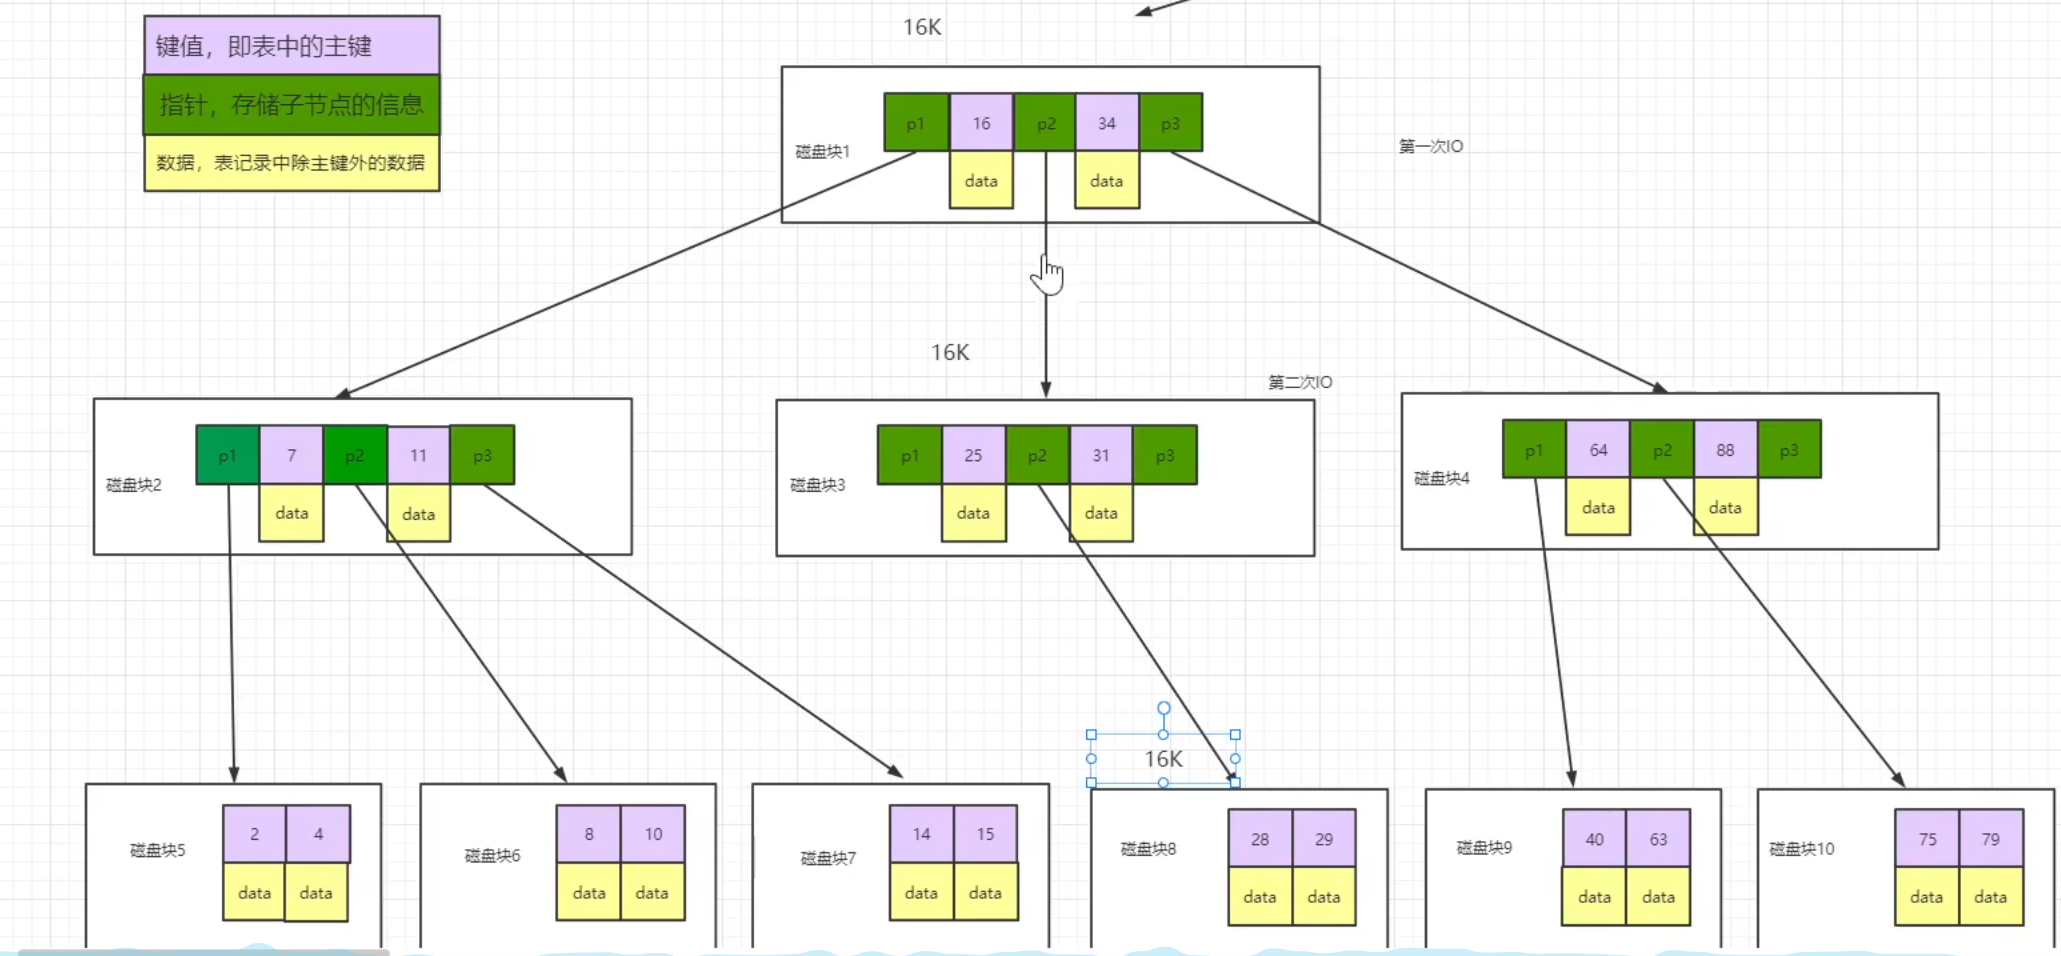 键值，即表中的主键
指针，存储子节点的信息
数据，表记录中除主键外的数据
16K
磁盘块1
p1 16 p2 34 p3
data data
第一次IO
16K
第二次IO
磁盘块2
p1 7 p2 11 p3
data data
磁盘块3
p1 25 p2 31 p3
data data
磁盘块4
p1 64 p2 88 p3
data data
16K
磁盘块5
2 4
data data
磁盘块6
8 10
data data
磁盘块7
14 15
data data
磁盘块8
28 29
data data
磁盘块9
40 63
data data
磁盘块10
75 79
data data